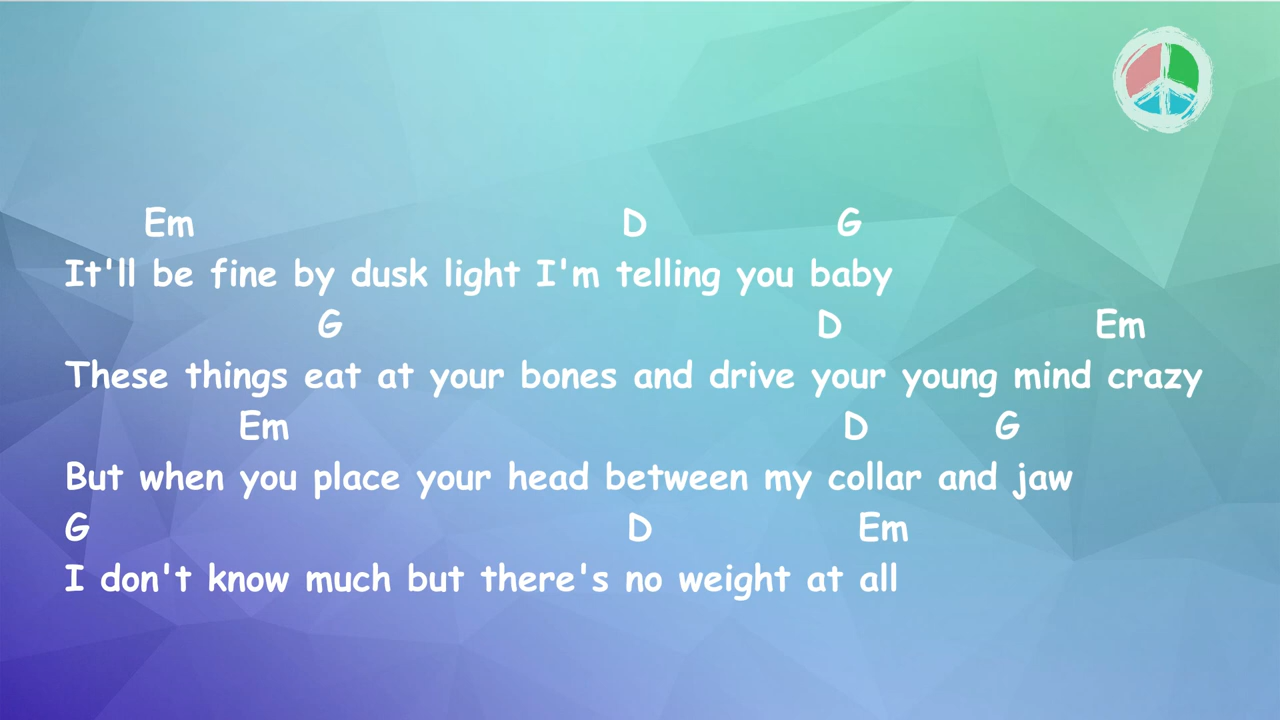 Em D G
It'll be fine by dusk light I'm telling you baby
G D Em
These things eat at your bones and drive your young mind crazy
Em D G
But when you place your head between my collar and jaw
G D Em
I don't know much but there's no weight at all